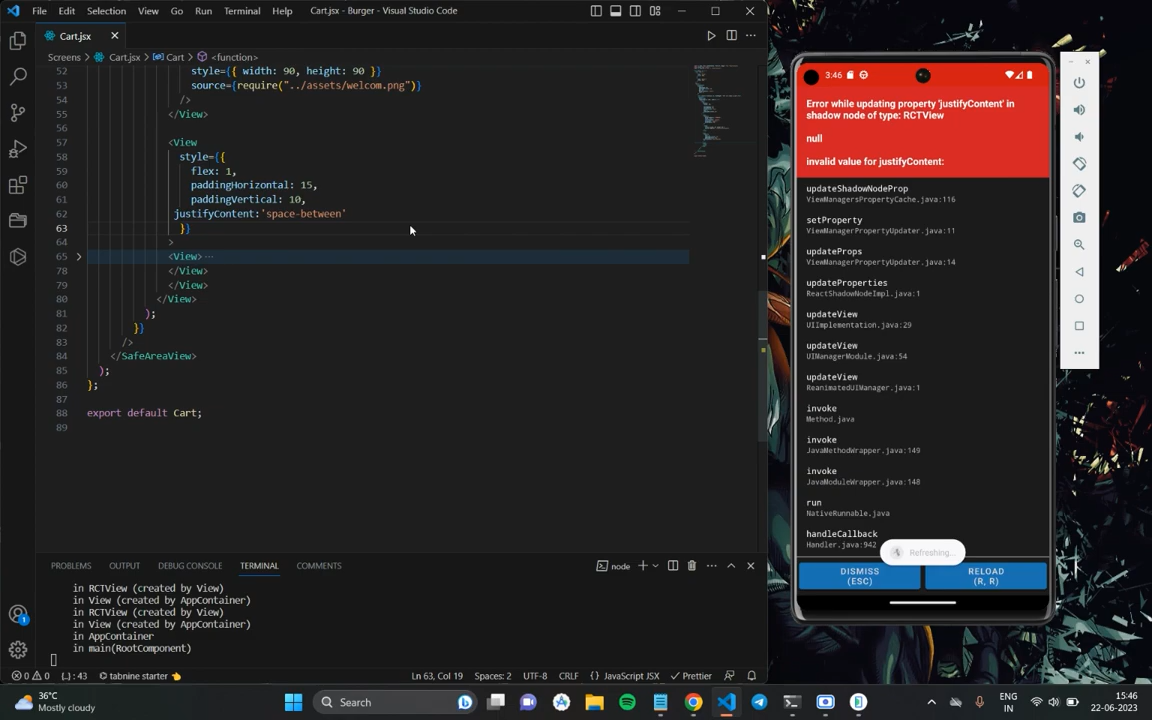 File Edit Selection View Go Run Terminal Help Cart.jsx - Burger - Visual Studio Code
Cart.jsx
Screens > Cart.jsx > Cart > <function>
52 style={{ width: 90, height: 90 }}
53 source={require("../assets/welcom.png")}
54 />
55 </View>
56
57 <View
58 style={{
59 flex: 1,
60 paddingHorizontal: 15,
61 paddingVertical: 10,
62 justifyContent:'space-between'
63 }}
64 >
65 <View> ...
78 </View>
79 </View>
80 </View>
81 );
82 }}
83 />
84 </SafeAreaView>
85 );
86 };
87
88 export default Cart;
89
PROBLEMS OUTPUT DEBUG CONSOLE TERMINAL COMMENTS
node
in RCTView (created by View)
in View (created by AppContainer)
in RCTView (created by View)
in View (created by AppContainer)
in AppContainer
in main(RootComponent)
1
0 0 {..}: 43 tabnine starter Ln 63, Col 19 Spaces: 2 UTF-8 CRLF { } JavaScript JSX Prettier
3:46
Error while updating property 'justifyContent' in
shadow node of type: RCTView
null
invalid value for justifyContent:
updateShadowNodeProp
ViewManagersPropertyCache.java:116
setProperty
ViewManagerPropertyUpdater.java:11
updateProps
ViewManagerPropertyUpdater.java:14
updateProperties
ReactShadowNodeImpl.java:1
updateView
UIImplementation.java:29
updateView
UIManagerModule.java:54
updateView
ReanimatedUIManager.java:1
invoke
Method.java
invoke
JavaMethodWrapper.java:149
invoke
JavaModuleWrapper.java:148
run
NativeRunnable.java
handleCallback
Handler.java:942
Refreshing...
DISMISS
(ESC)
RELOAD
(R, R)
36°C
Mostly cloudy
Search
ENG
IN
15:46
22-06-2023